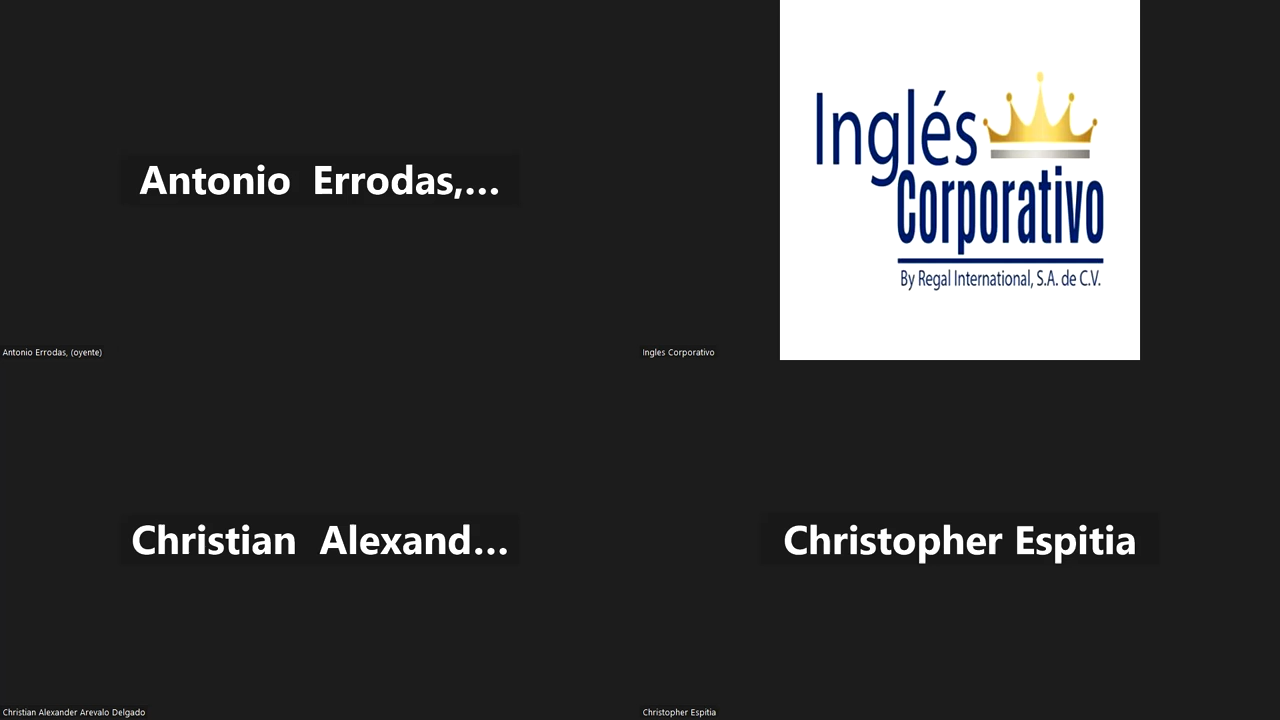 Antonio Errodas,...
Antonio Errodas, (oyente)
Inglés
Corporativo
By Regal International, S.A. de C.V.
Ingles Corporativo
Christian Alexand...
Christian Alexander Arevalo Delgado
Christopher Espitia
Christopher Espitia